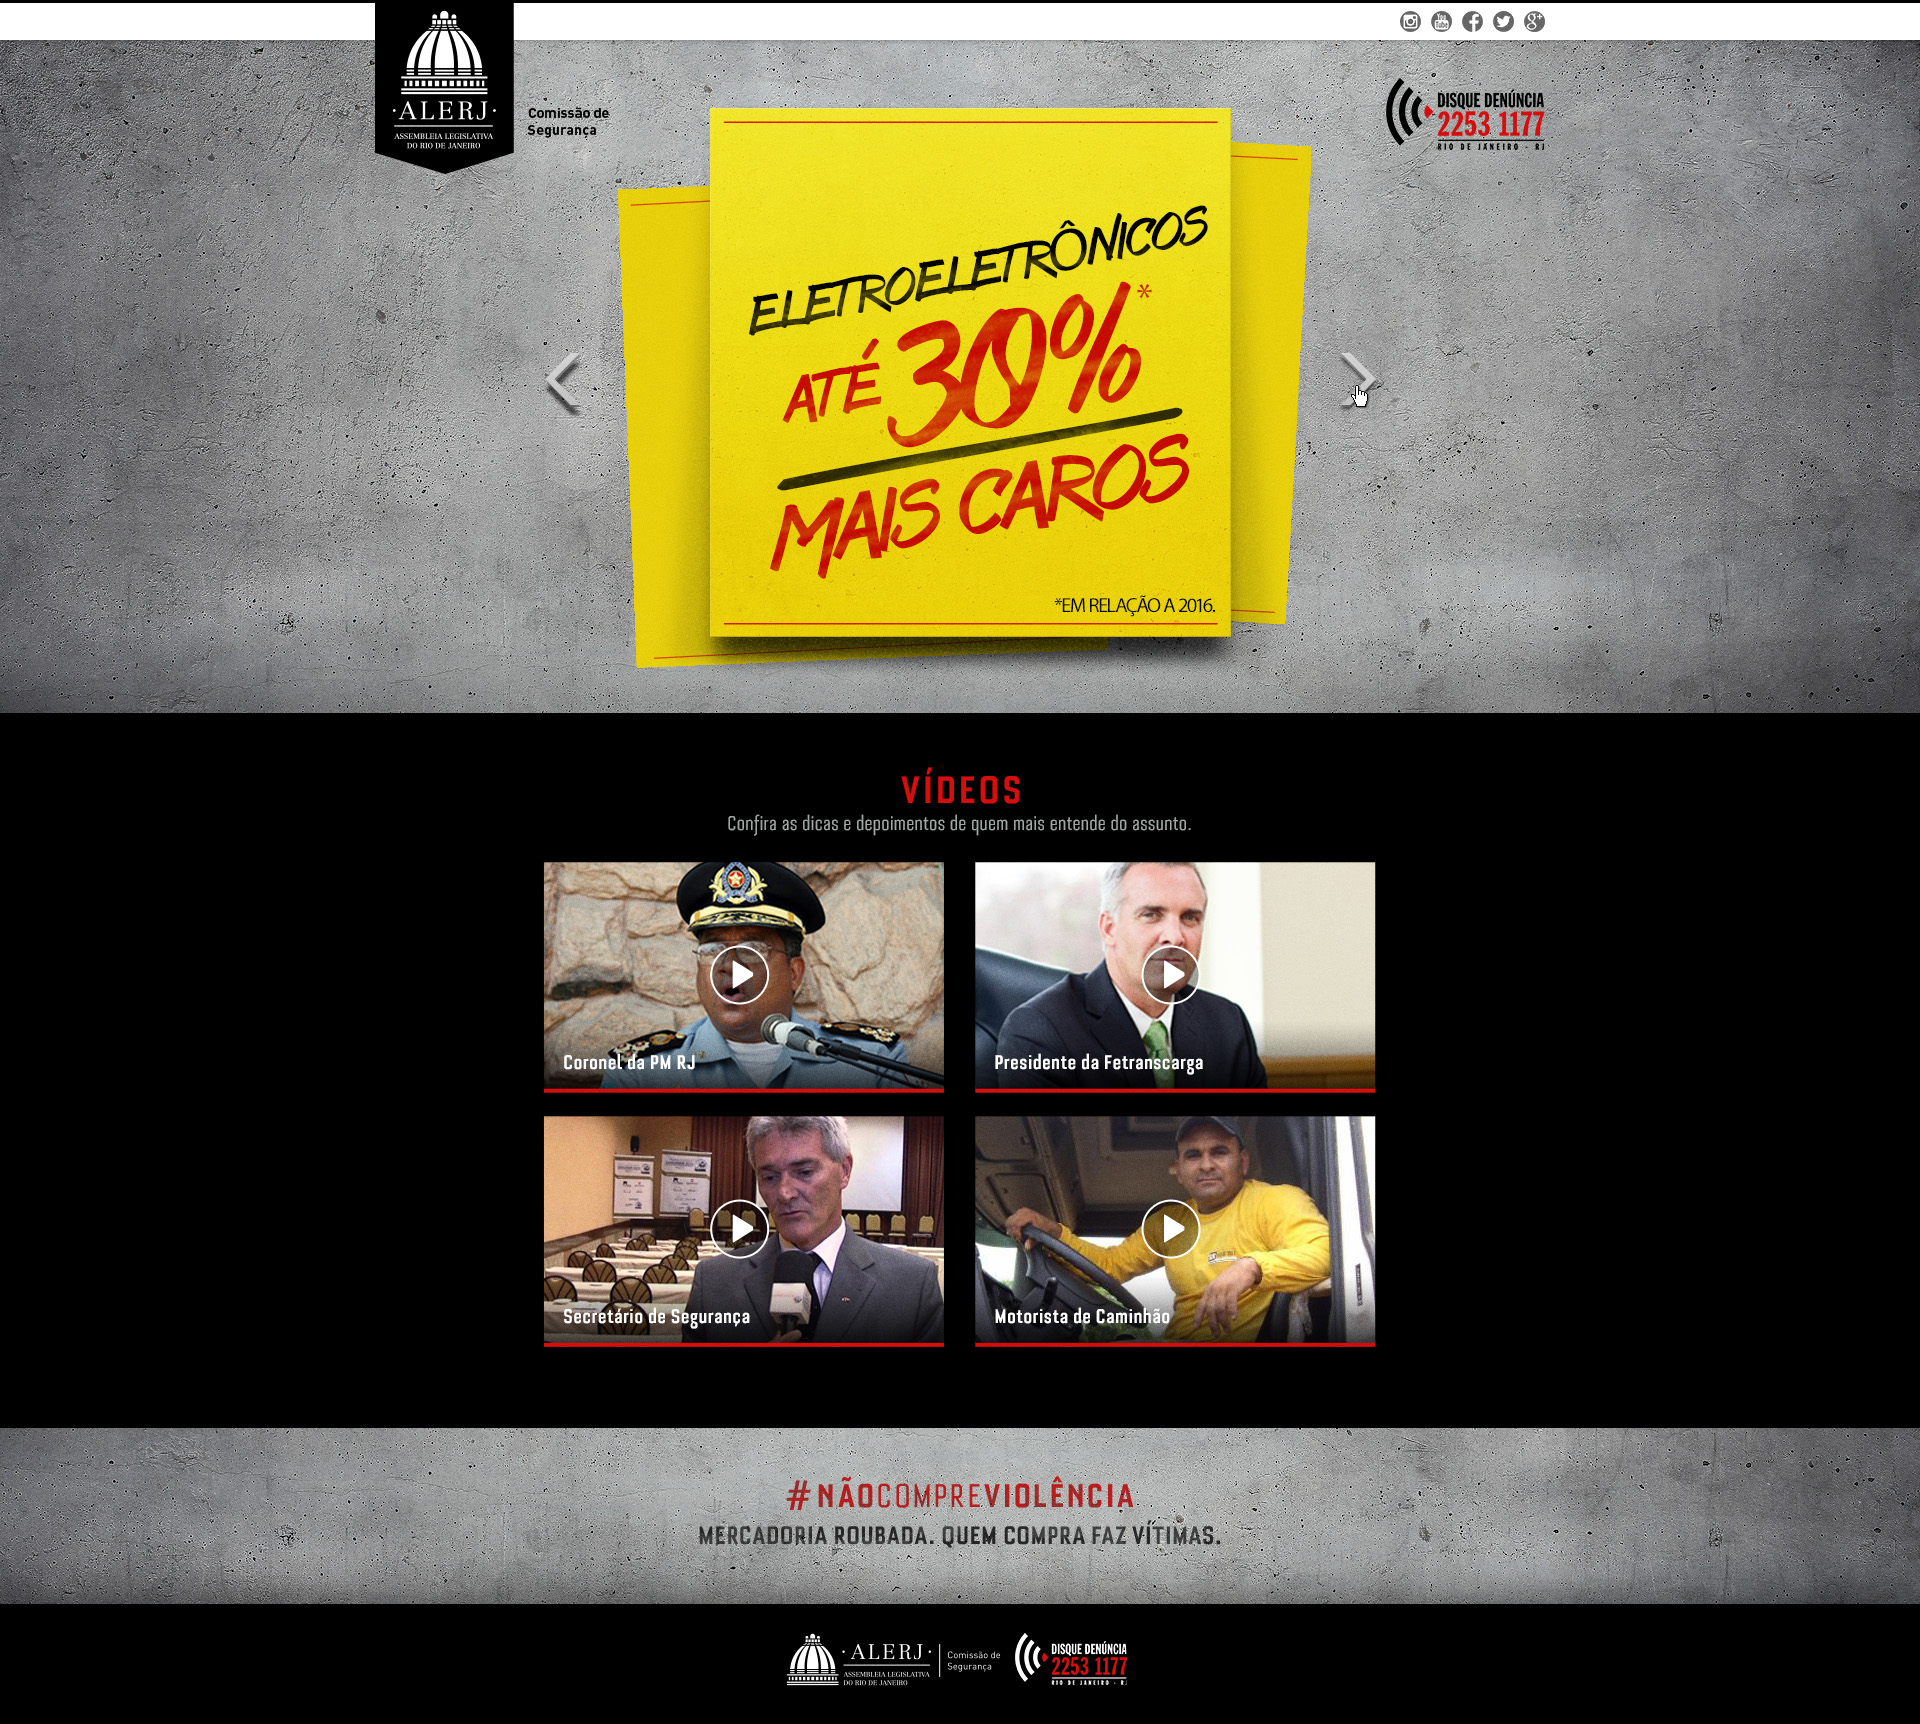 · ALERJ ·
ASSEMBLEIA LEGISLATIVA
DO RIO DE JANEIRO
Comissão de
Segurança
DISQUE DENÚNCIA
2253 1177
RIO DE JANEIRO - RJ
ELETROELETRÔNICOS
ATÉ 30%*
MAIS CAROS
*EM RELAÇÃO A 2016.
VÍDEOS
Confira as dicas e depoimentos de quem mais entende do assunto.
Coronel da PM RJ
Presidente da Fetranscarga
Secretário de Segurança
Motorista de Caminhão
#NÃOCOMPREVIOLÊNCIA
MERCADORIA ROUBADA. QUEM COMPRA FAZ VÍTIMAS.
· ALERJ ·
ASSEMBLEIA LEGISLATIVA
DO RIO DE JANEIRO
Comissão de
Segurança
DISQUE DENÚNCIA
2253 1177
RIO DE JANEIRO - RJ